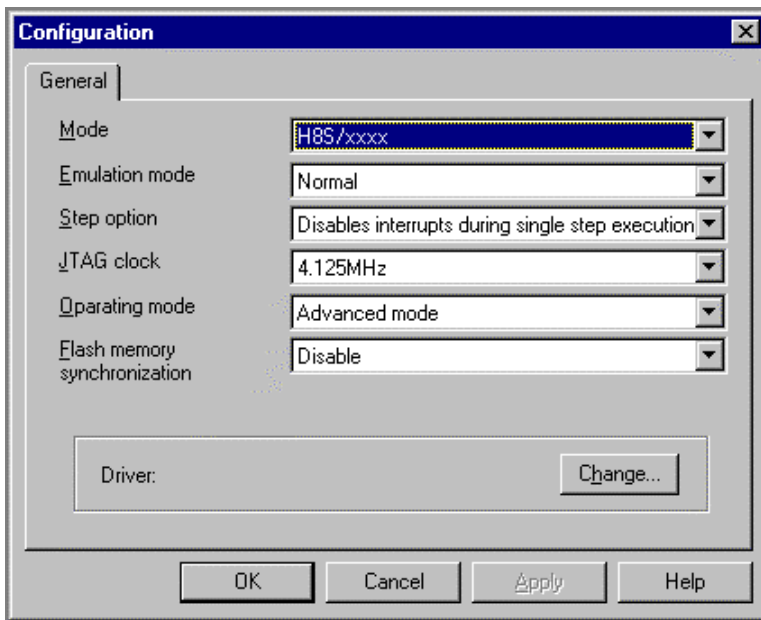 Configuration
General
Mode
H8S/xxxx
Emulation mode
Normal
Step option
Disables interrupts during single step execution
JTAG clock
4.125MHz
Operating mode
Advanced mode
Flash memory
synchronization
Disable
Driver:
Change...
OK
Cancel
Apply
Help